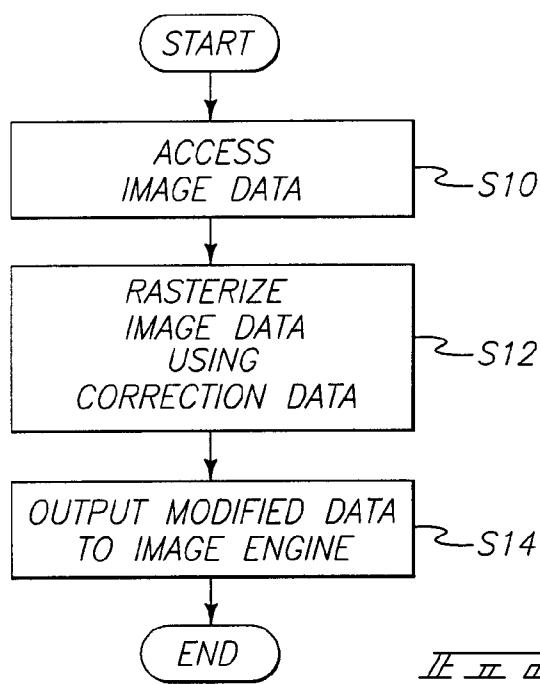 START
ACCESS
IMAGE DATA
S10
RASTERIZE
IMAGE DATA
USING
CORRECTION DATA
S12
OUTPUT MODIFIED DATA
TO IMAGE ENGINE
S14
END